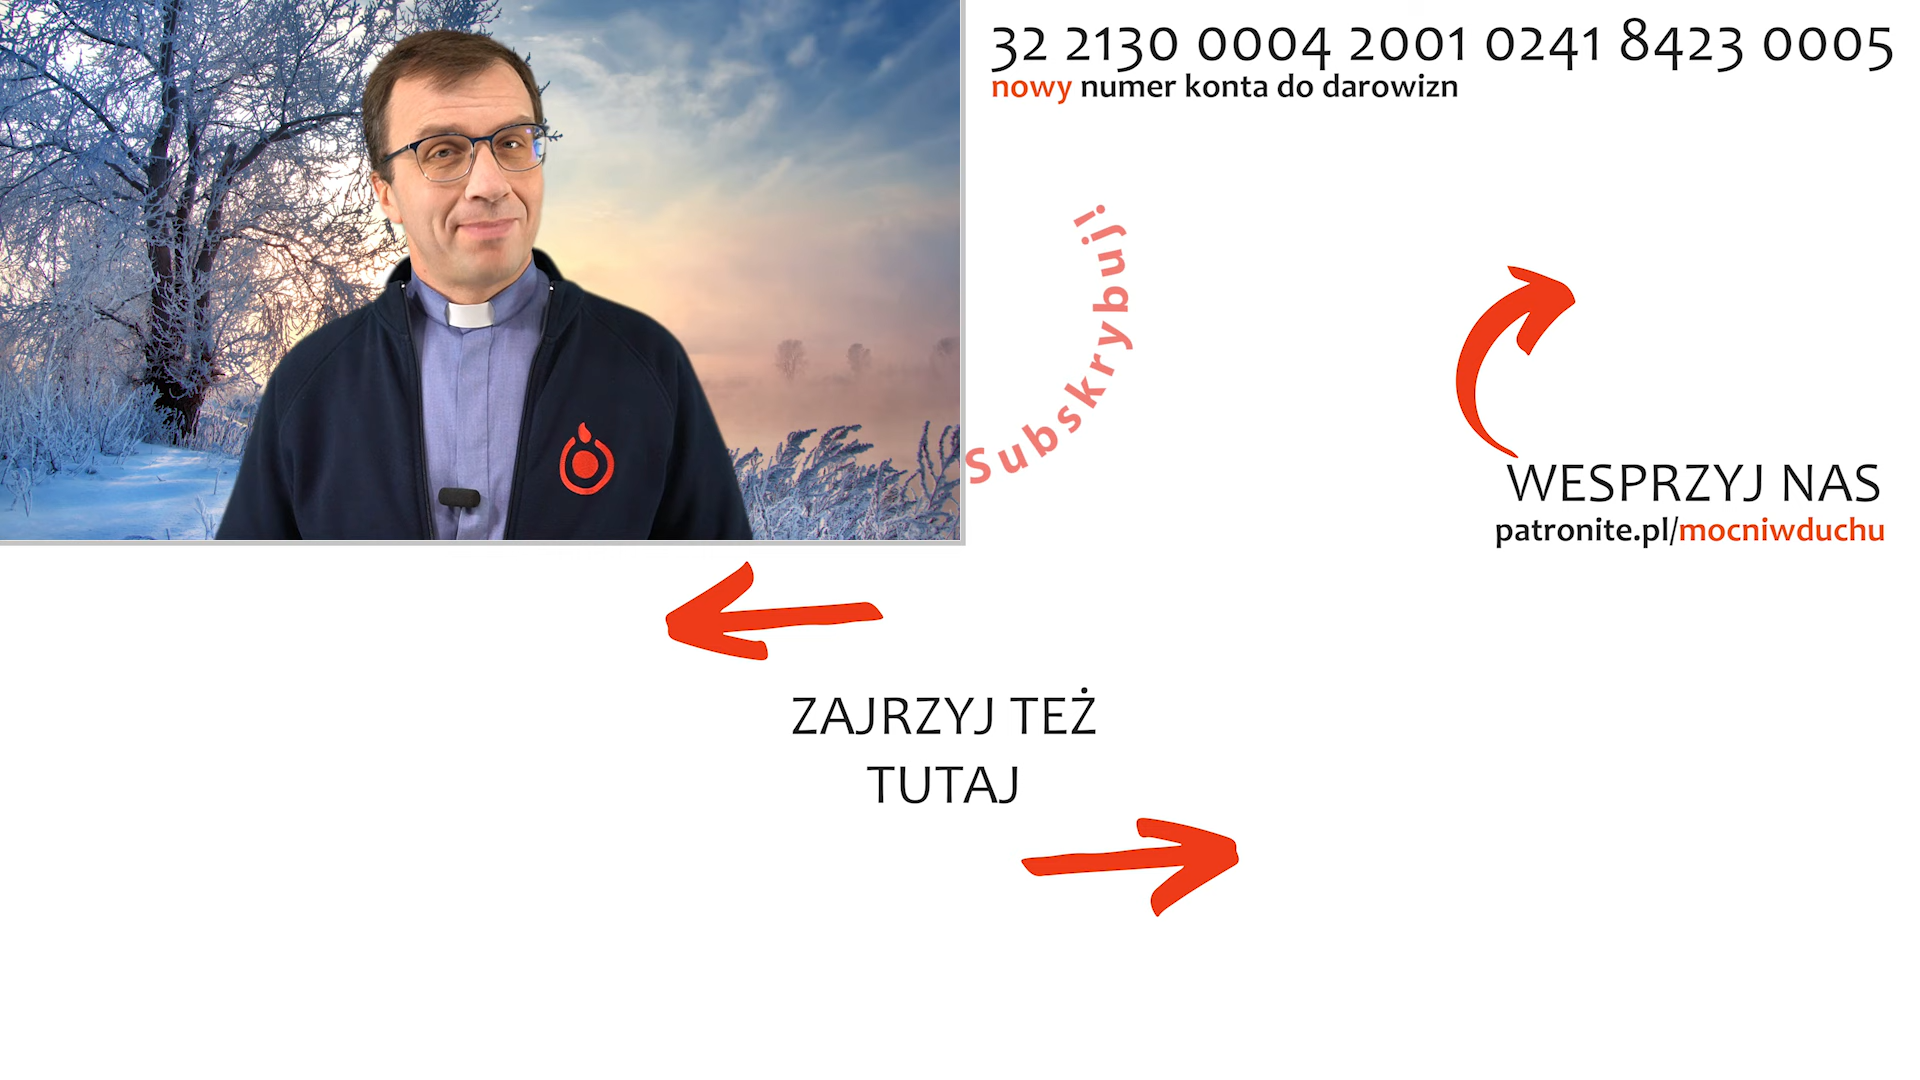 32 2130 0004 2001 0241 8423 0005
nowy numer konta do darowizn
Subskrybuj!
WESPRZYJ NAS
patronite.pl/mocniwduchu
ZAJRZYJ TEŻ
TUTAJ